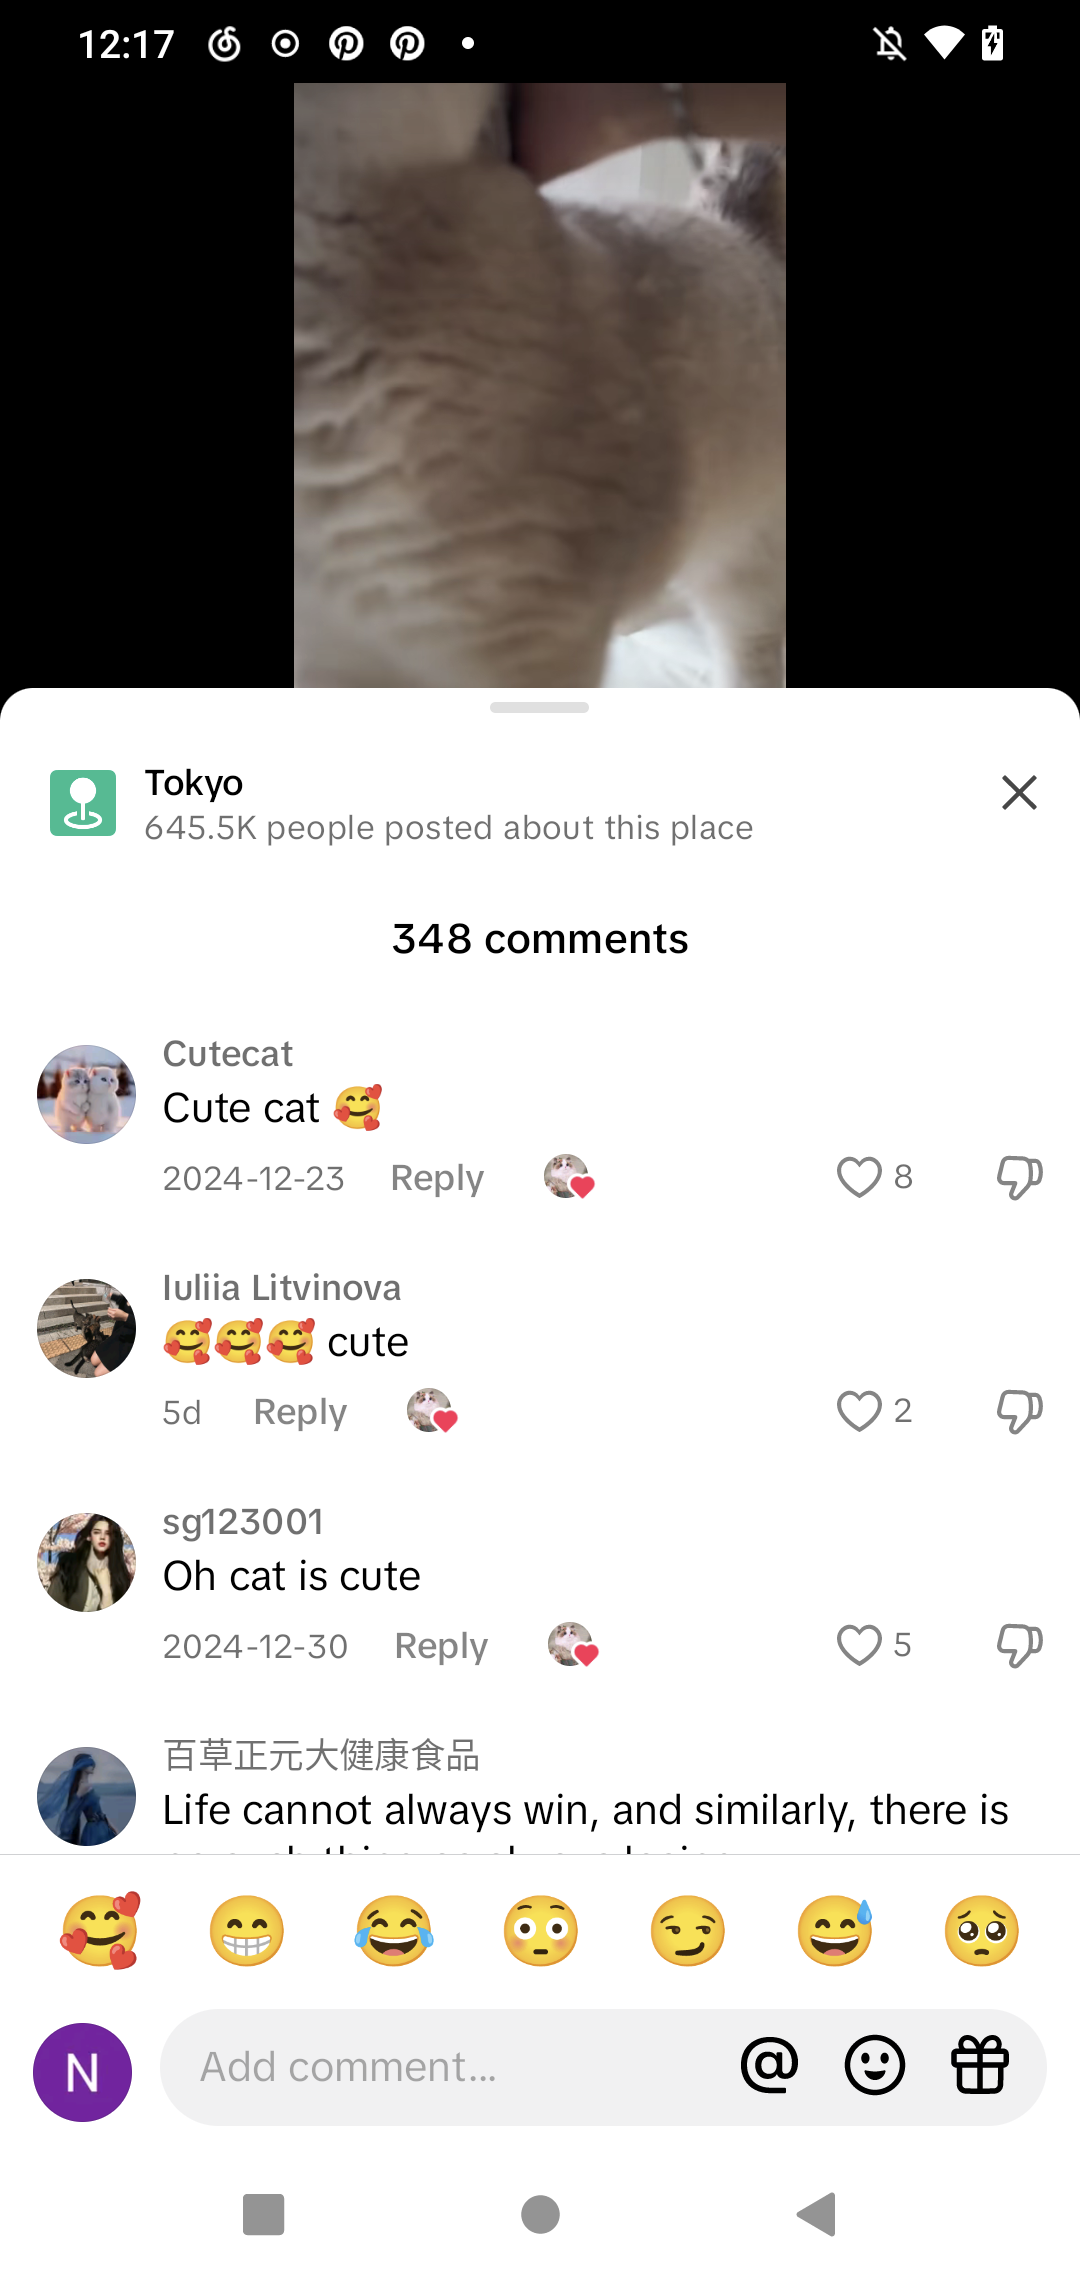 12:17
Tokyo
645.5K people posted about this place
348 comments
Cutecat
Cute cat 🥰
2024-12-23 Reply 8
Iuliia Litvinova
🥰🥰🥰 cute
5d Reply 2
sg123001
Oh cat is cute
2024-12-30 Reply 5
百草正元大健康食品
Life cannot always win, and similarly, there is
N
Add comment...